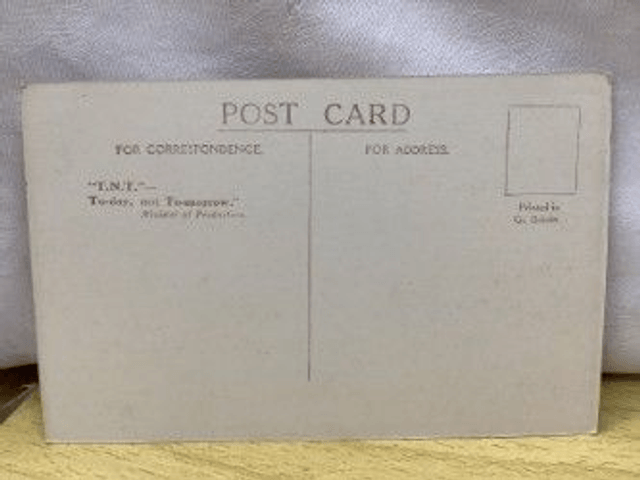 POST CARD
FOR CORRESPONDENCE.
FOR ADDRESS.
"T.N.T."—
To-day, not To-morrow."
Minister of Production.
Printed in
Gt. Britain